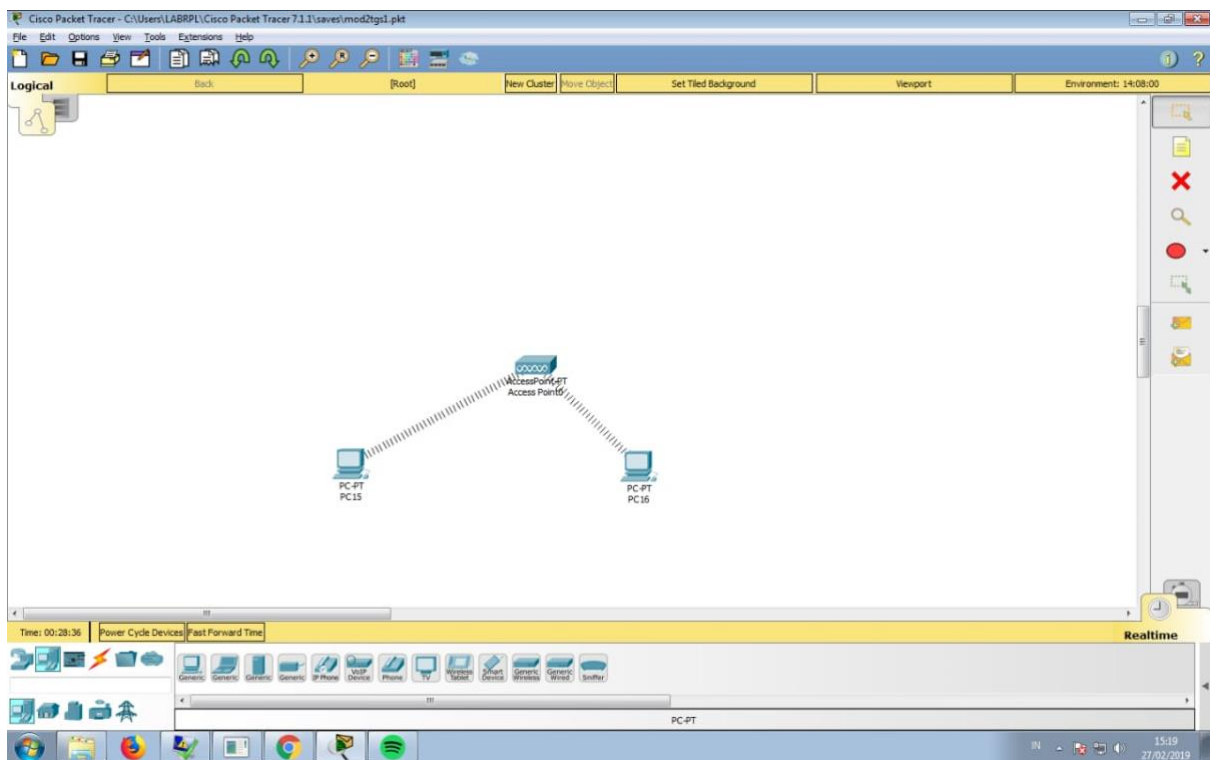 Cisco Packet Tracer - C:\Users\LABRPL\Cisco Packet Tracer 7.1.1\saves\mod2tgs1.pkt
File Edit Options View Tools Extensions Help
Logical Back [Root] New Cluster Move Object Set Tiled Background Viewport Environment: 14:08:00
AccessPoint-PT
Access Point0
PC-PT
PC15
PC-PT
PC16
Time: 00:28:36 Power Cycle Devices Fast Forward Time Realtime
Generic Generic Generic Generic IP Phone VoIP Device Phone TV Wireless Tablet Smart Device Generic Wireless Generic Wired Sniffer
PC-PT
IN 15:19
27/02/2019